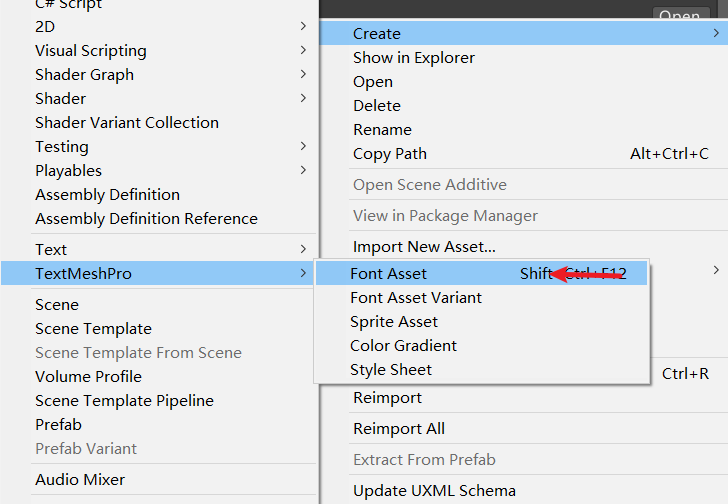 C# Script
2D
Visual Scripting
Shader Graph
Shader
Shader Variant Collection
Testing
Playables
Assembly Definition
Assembly Definition Reference
Text
TextMeshPro
Scene
Scene Template
Scene Template From Scene
Volume Profile
Scene Template Pipeline
Prefab
Prefab Variant
Audio Mixer
Open
Create
Show in Explorer
Open
Delete
Rename
Copy Path Alt+Ctrl+C
Open Scene Additive
View in Package Manager
Import New Asset...
Font Asset Shift+Ctrl+F12
Font Asset Variant
Sprite Asset
Color Gradient
Style Sheet
Ctrl+R
Reimport
Reimport All
Extract From Prefab
Update UXML Schema